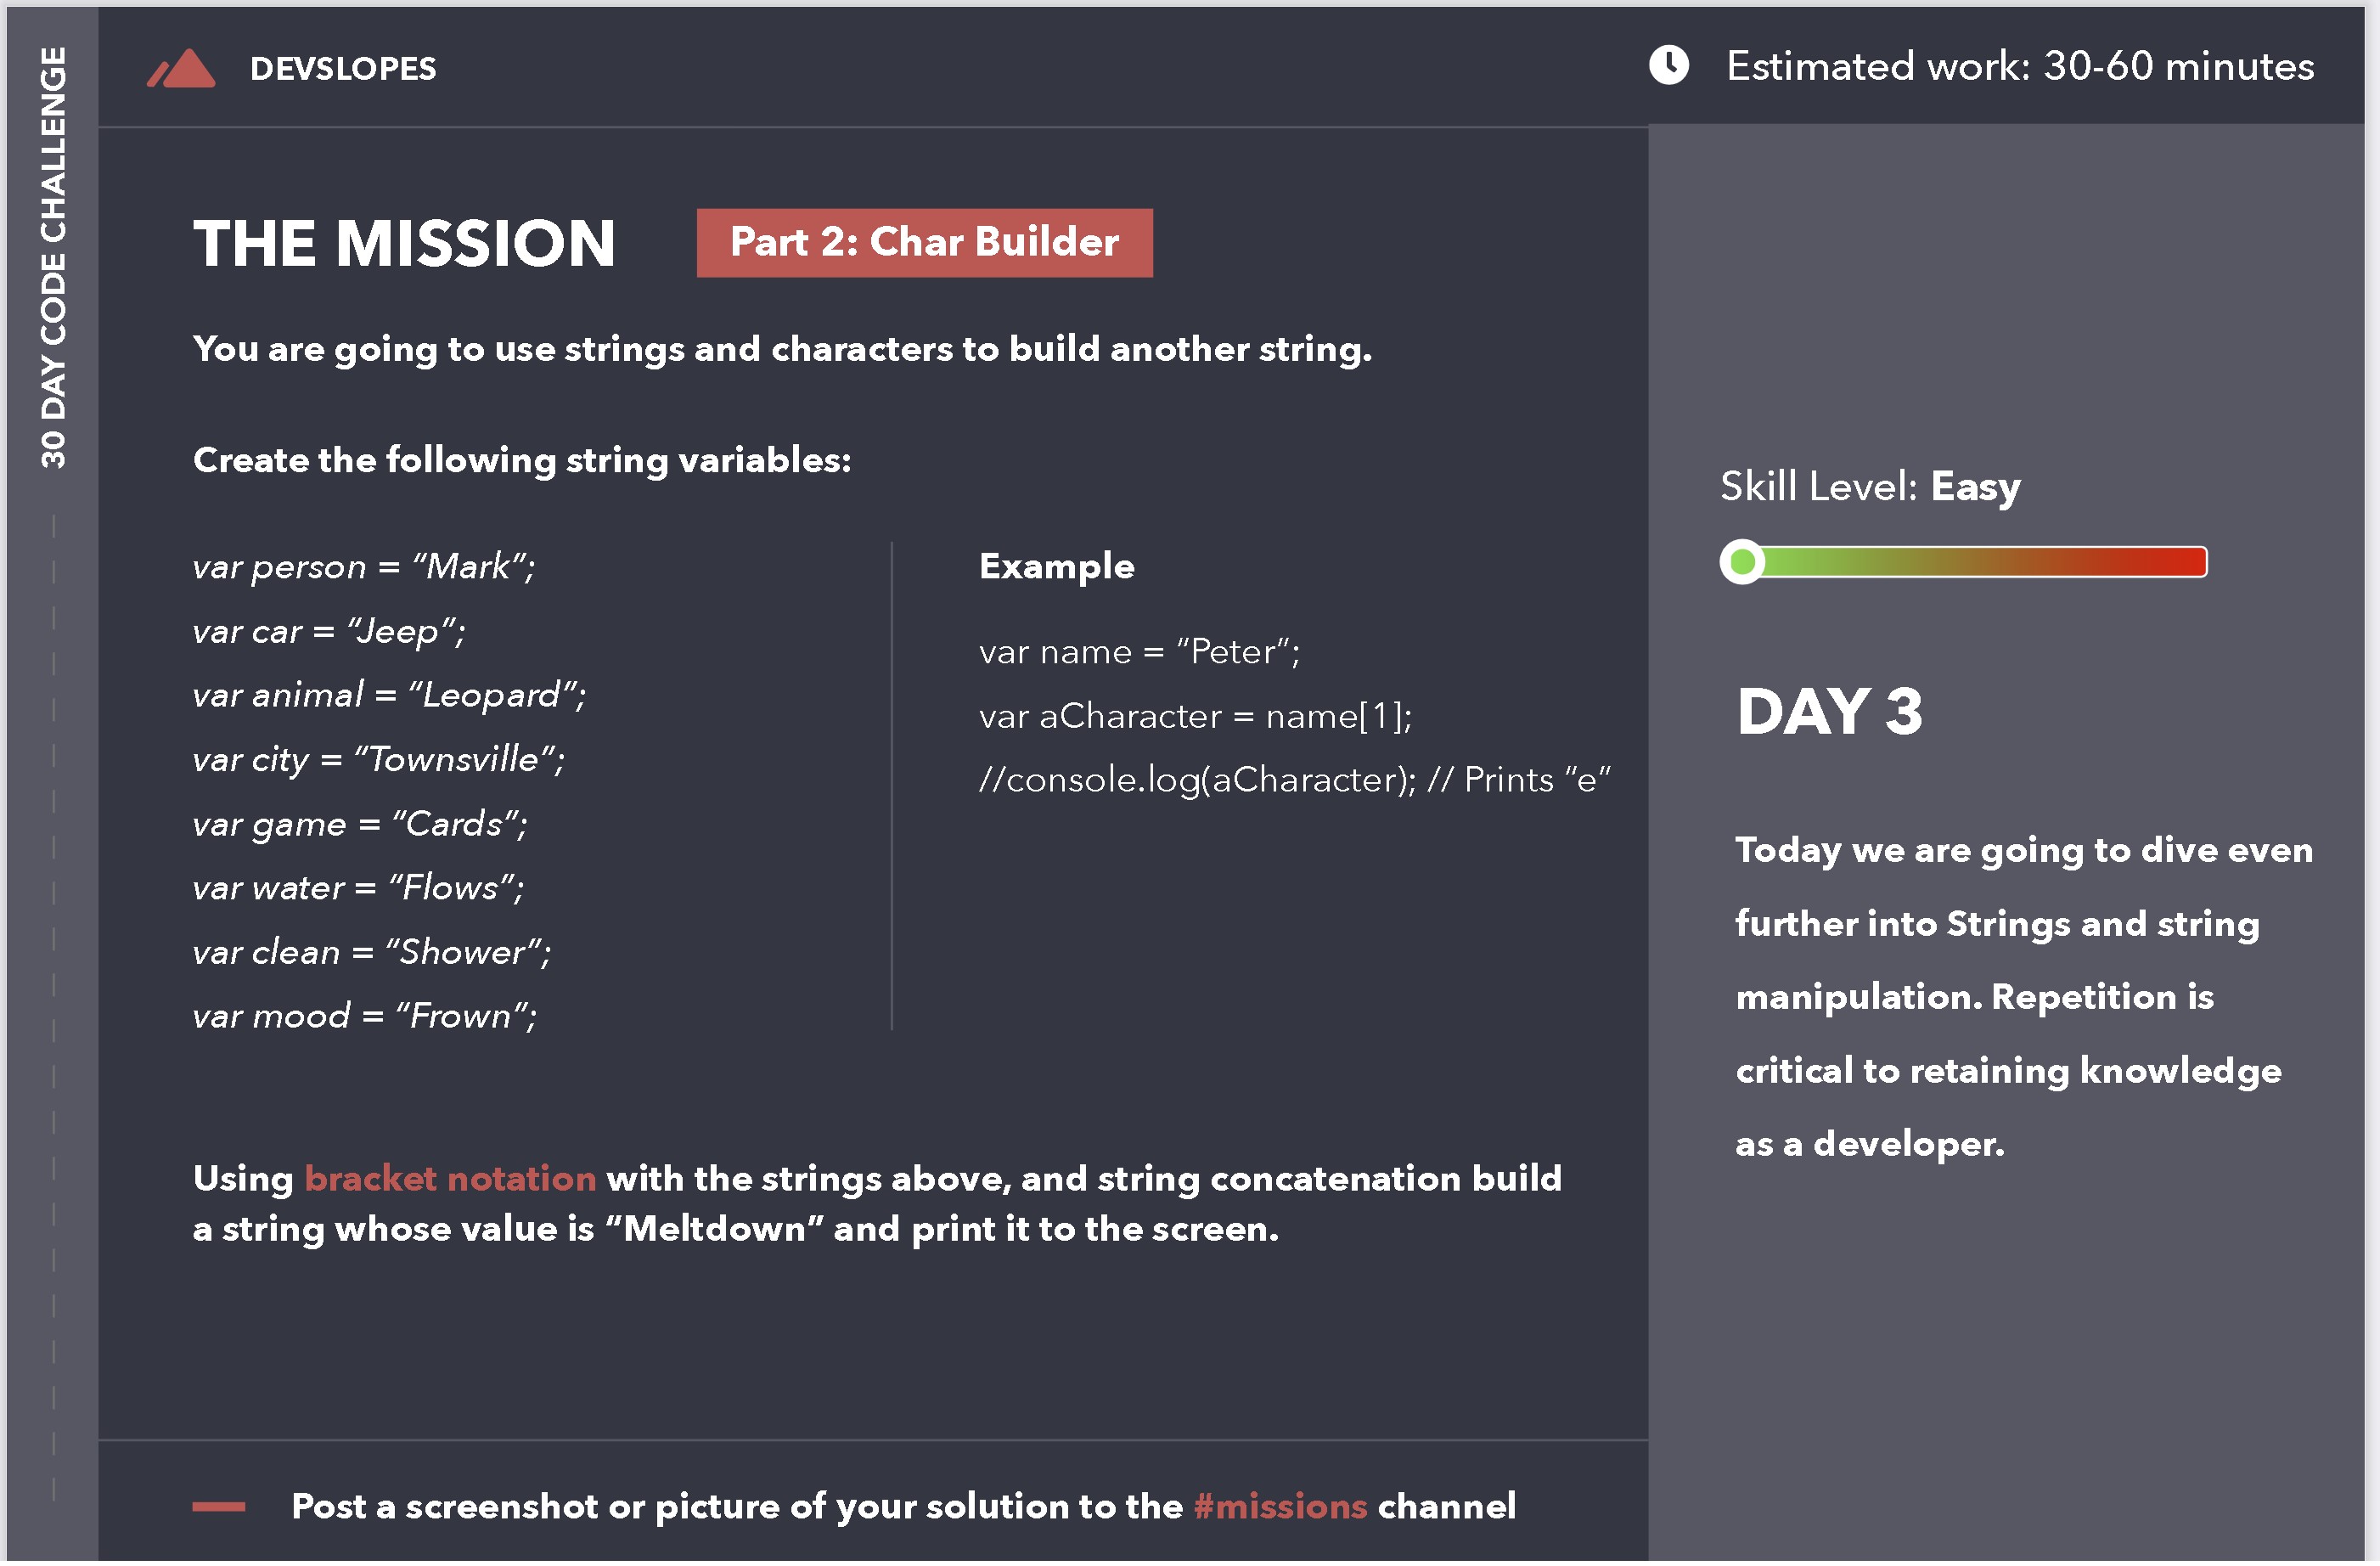 30 DAY CODE CHALLENGE
DEVSLOPES
Estimated work: 30-60 minutes
THE MISSION
Part 2: Char Builder
You are going to use strings and characters to build another string.
Create the following string variables:
var person = “Mark”;
var car = “Jeep”;
var animal = “Leopard”;
var city = “Townsville”;
var game = “Cards”;
var water = “Flows”;
var clean = “Shower”;
var mood = “Frown”;
Example
var name = “Peter”;
var aCharacter = name[1];
//console.log(aCharacter); // Prints “e”
Using bracket notation with the strings above, and string concatenation build
a string whose value is “Meltdown” and print it to the screen.
Post a screenshot or picture of your solution to the #missions channel
Skill Level: Easy
DAY 3
Today we are going to dive even
further into Strings and string
manipulation. Repetition is
critical to retaining knowledge
as a developer.